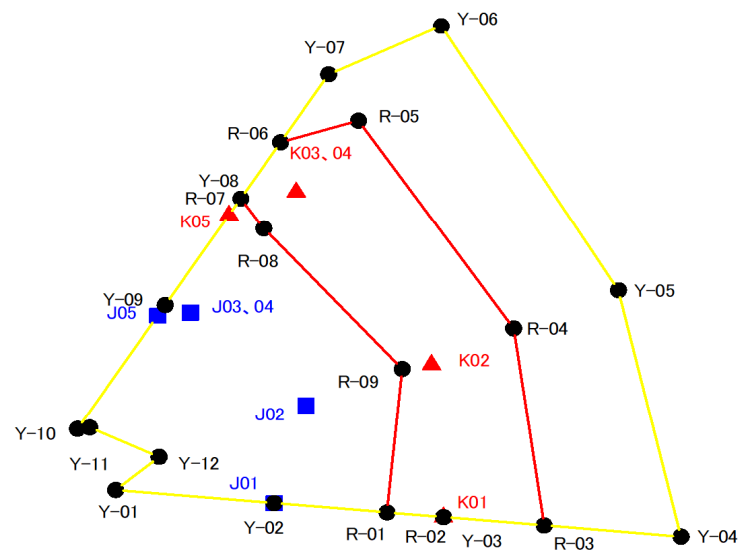 Y-06
Y-07
R-05
R-06
K03、04
Y-08
R-07
K05
R-08
Y-05
Y-09
J05
J03、04
R-04
K02
R-09
J02
Y-10
Y-11
Y-12
J01
Y-01
K01
Y-02
R-01
R-02
Y-03
R-03
Y-04